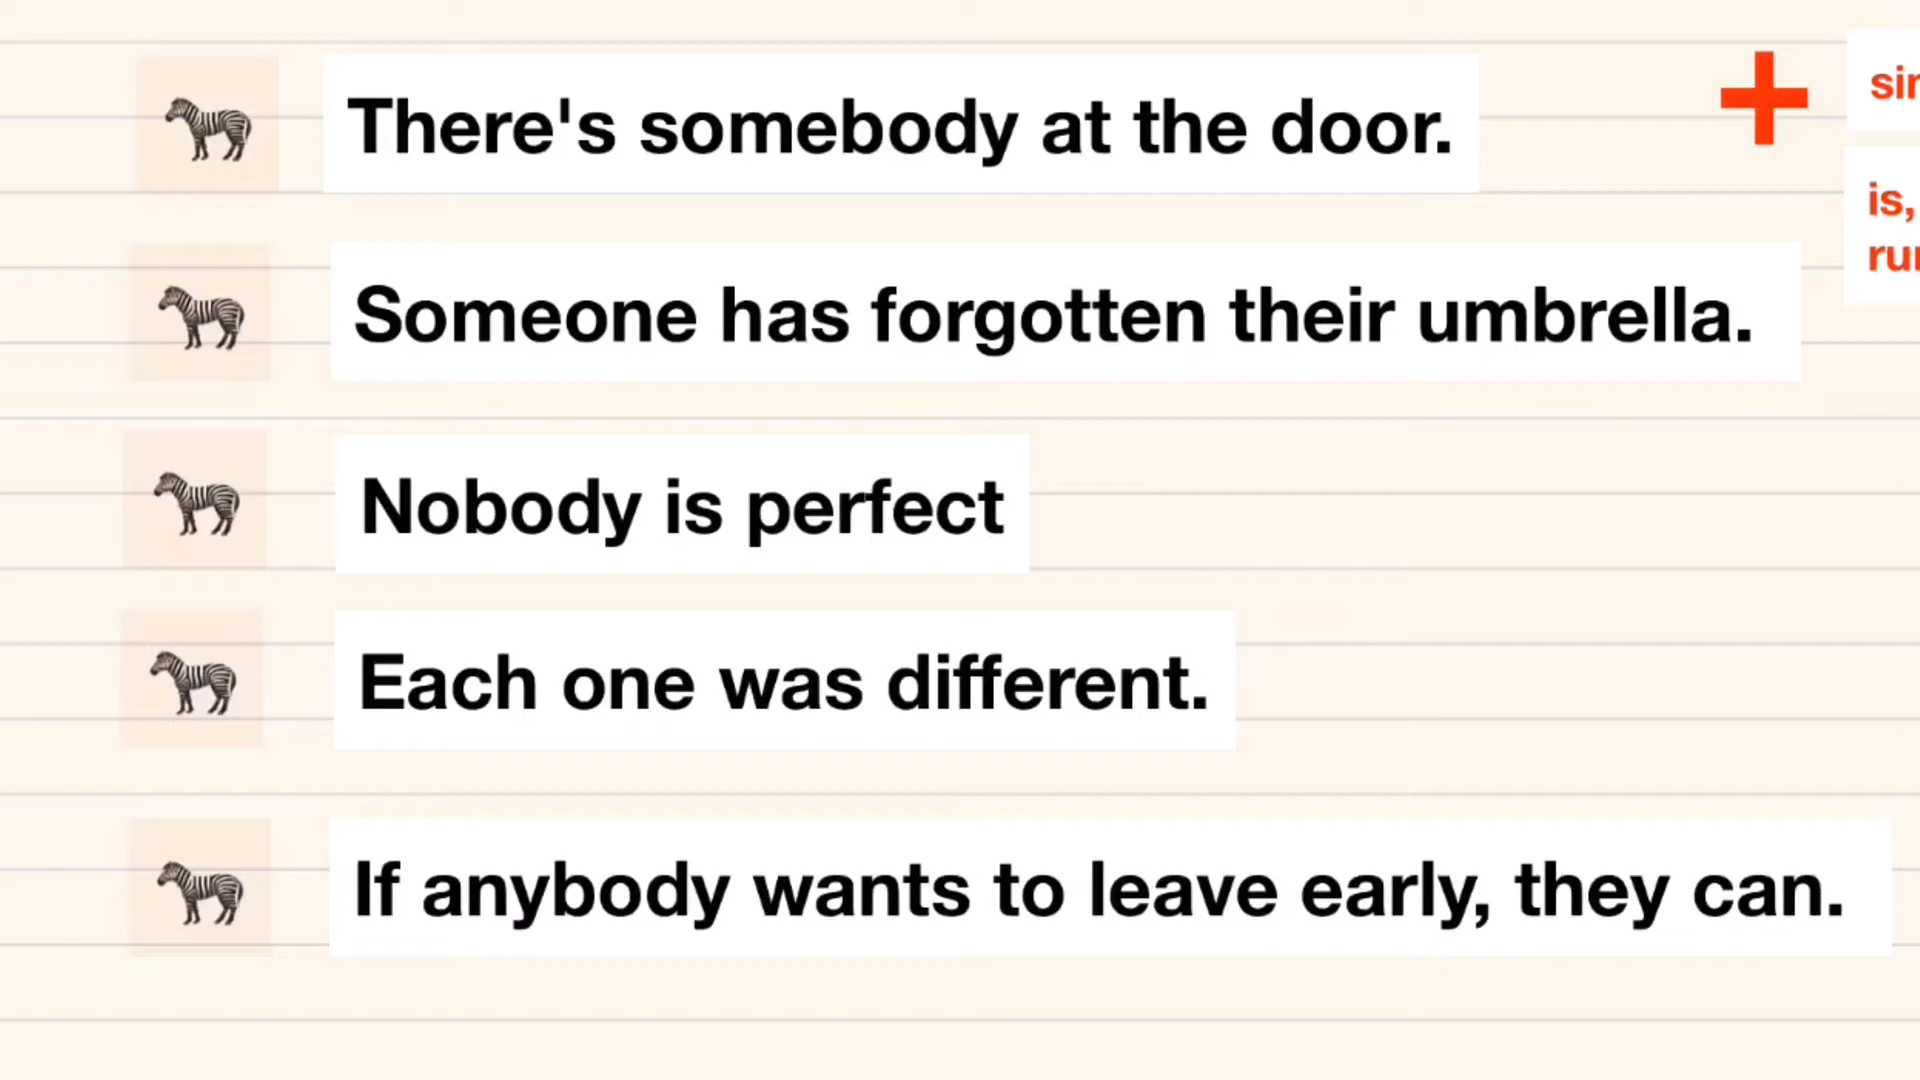 There's somebody at the door.
Someone has forgotten their umbrella.
Nobody is perfect
Each one was different.
If anybody wants to leave early, they can.
is,